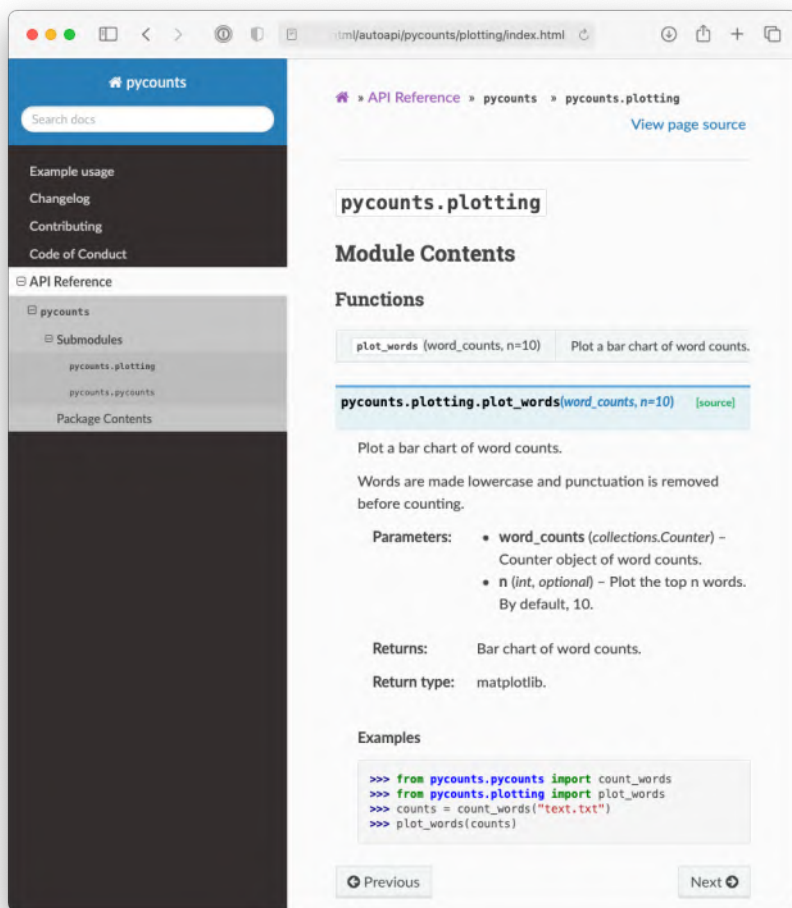 tml/autoapi/pycounts/plotting/index.html
pycounts
Search docs
Example usage
Changelog
Contributing
Code of Conduct
API Reference
pycounts
Submodules
pycounts.plotting
pycounts.pycounts
Package Contents
» API Reference » pycounts » pycounts.plotting
View page source
pycounts.plotting
Module Contents
Functions
plot_words (word_counts, n=10) Plot a bar chart of word counts.
pycounts.plotting.plot_words(word_counts, n=10) [source]
Plot a bar chart of word counts.
Words are made lowercase and punctuation is removed
before counting.
Parameters: • word_counts (collections.Counter) –
Counter object of word counts.
• n (int, optional) – Plot the top n words.
By default, 10.
Returns: Bar chart of word counts.
Return type: matplotlib.
Examples
>>> from pycounts.pycounts import count_words
>>> from pycounts.plotting import plot_words
>>> counts = count_words("text.txt")
>>> plot_words(counts)
Previous Next